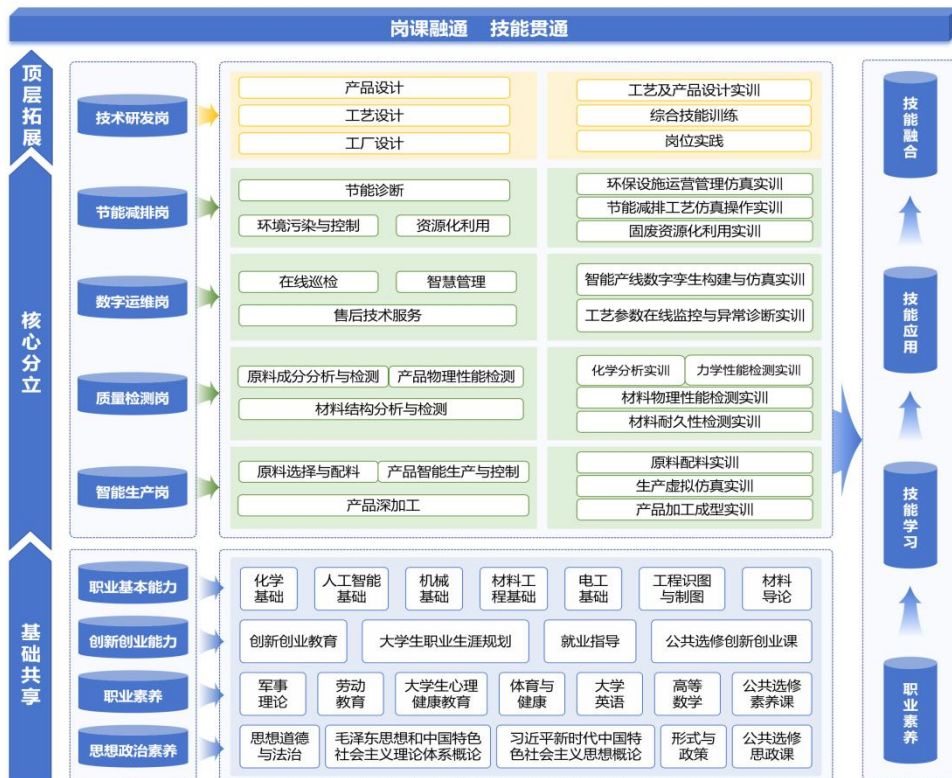 岗课融通 技能贯通
顶层拓展
技术研发岗
产品设计
工艺设计
工厂设计
工艺及产品设计实训
综合技能训练
岗位实践
核心分立
节能减排岗
节能诊断
环境污染与控制
资源化利用
环保设施运营管理仿真实训
节能减排工艺仿真操作实训
固废资源化利用实训
数字运维岗
在线巡检
智慧管理
售后技术服务
智能产线数字孪生构建与仿真实训
工艺参数在线监控与异常诊断实训
质量检测岗
原料成分分析与检测
产品物理性能检测
材料结构分析与检测
化学分析实训
力学性能检测实训
材料物理性能检测实训
材料耐久性检测实训
智能生产岗
原料选择与配料
产品智能生产与控制
产品深加工
原料配料实训
生产虚拟仿真实训
产品加工成型实训
基础共享
职业基本能力
化学
基础
人工智能
基础
机械
基础
材料工
程基础
电工
基础
工程识图
与制图
材料
导论
创新创业能力
创新创业教育
大学生职业生涯规划
就业指导
公共选修创新创业课
职业素养
军事
理论
劳动
教育
大学生心理
健康教育
体育与
健康
大学
英语
高等
数学
公共选修
素养课
思想政治素养
思想道德
与法治
毛泽东思想和中国特色
社会主义理论体系概论
习近平新时代中国特
色社会主义思想概论
形式与
政策
公共选修
思政课
技能融合
技能应用
技能学习
职业素养